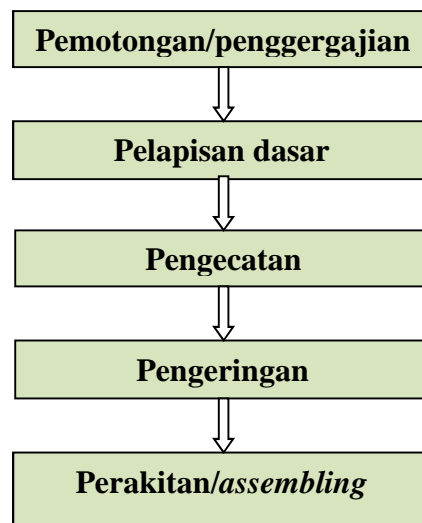 Pemotongan/penggergajian
Pelapisan dasar
Pengecatan
Pengeringan
Perakitan/assembling